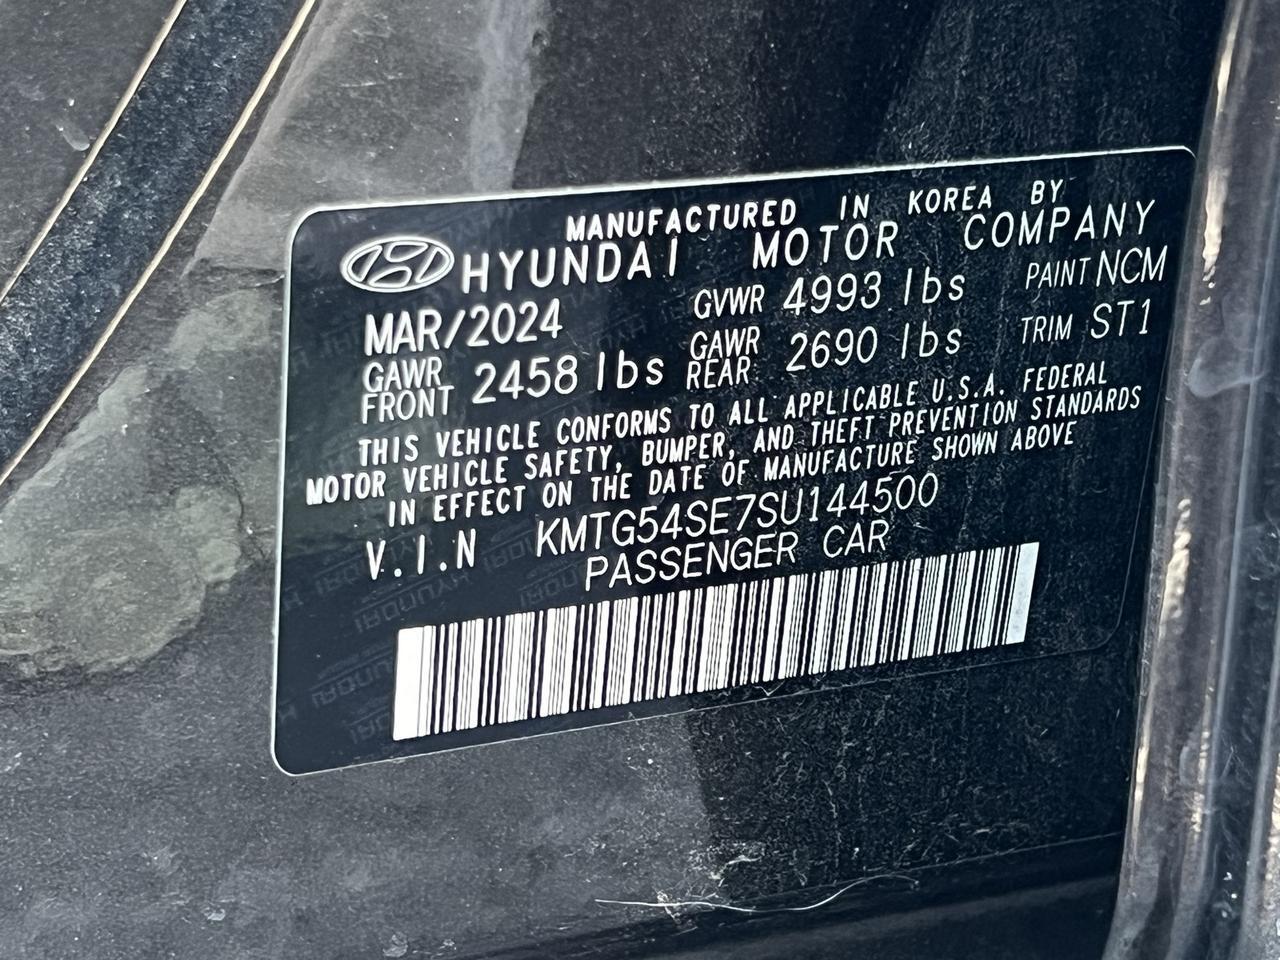 MANUFACTURED IN KOREA BY
HYUNDAI MOTOR COMPANY
MAR/2024 GVWR 4993 lbs PAINT NCM
GAWR FRONT 2458 lbs GAWR REAR 2690 lbs TRIM ST1
THIS VEHICLE CONFORMS TO ALL APPLICABLE U.S.A. FEDERAL
MOTOR VEHICLE SAFETY, BUMPER, AND THEFT PREVENTION STANDARDS
IN EFFECT ON THE DATE OF MANUFACTURE SHOWN ABOVE
V.I.N KMTG54SE7SU144500
PASSENGER CAR